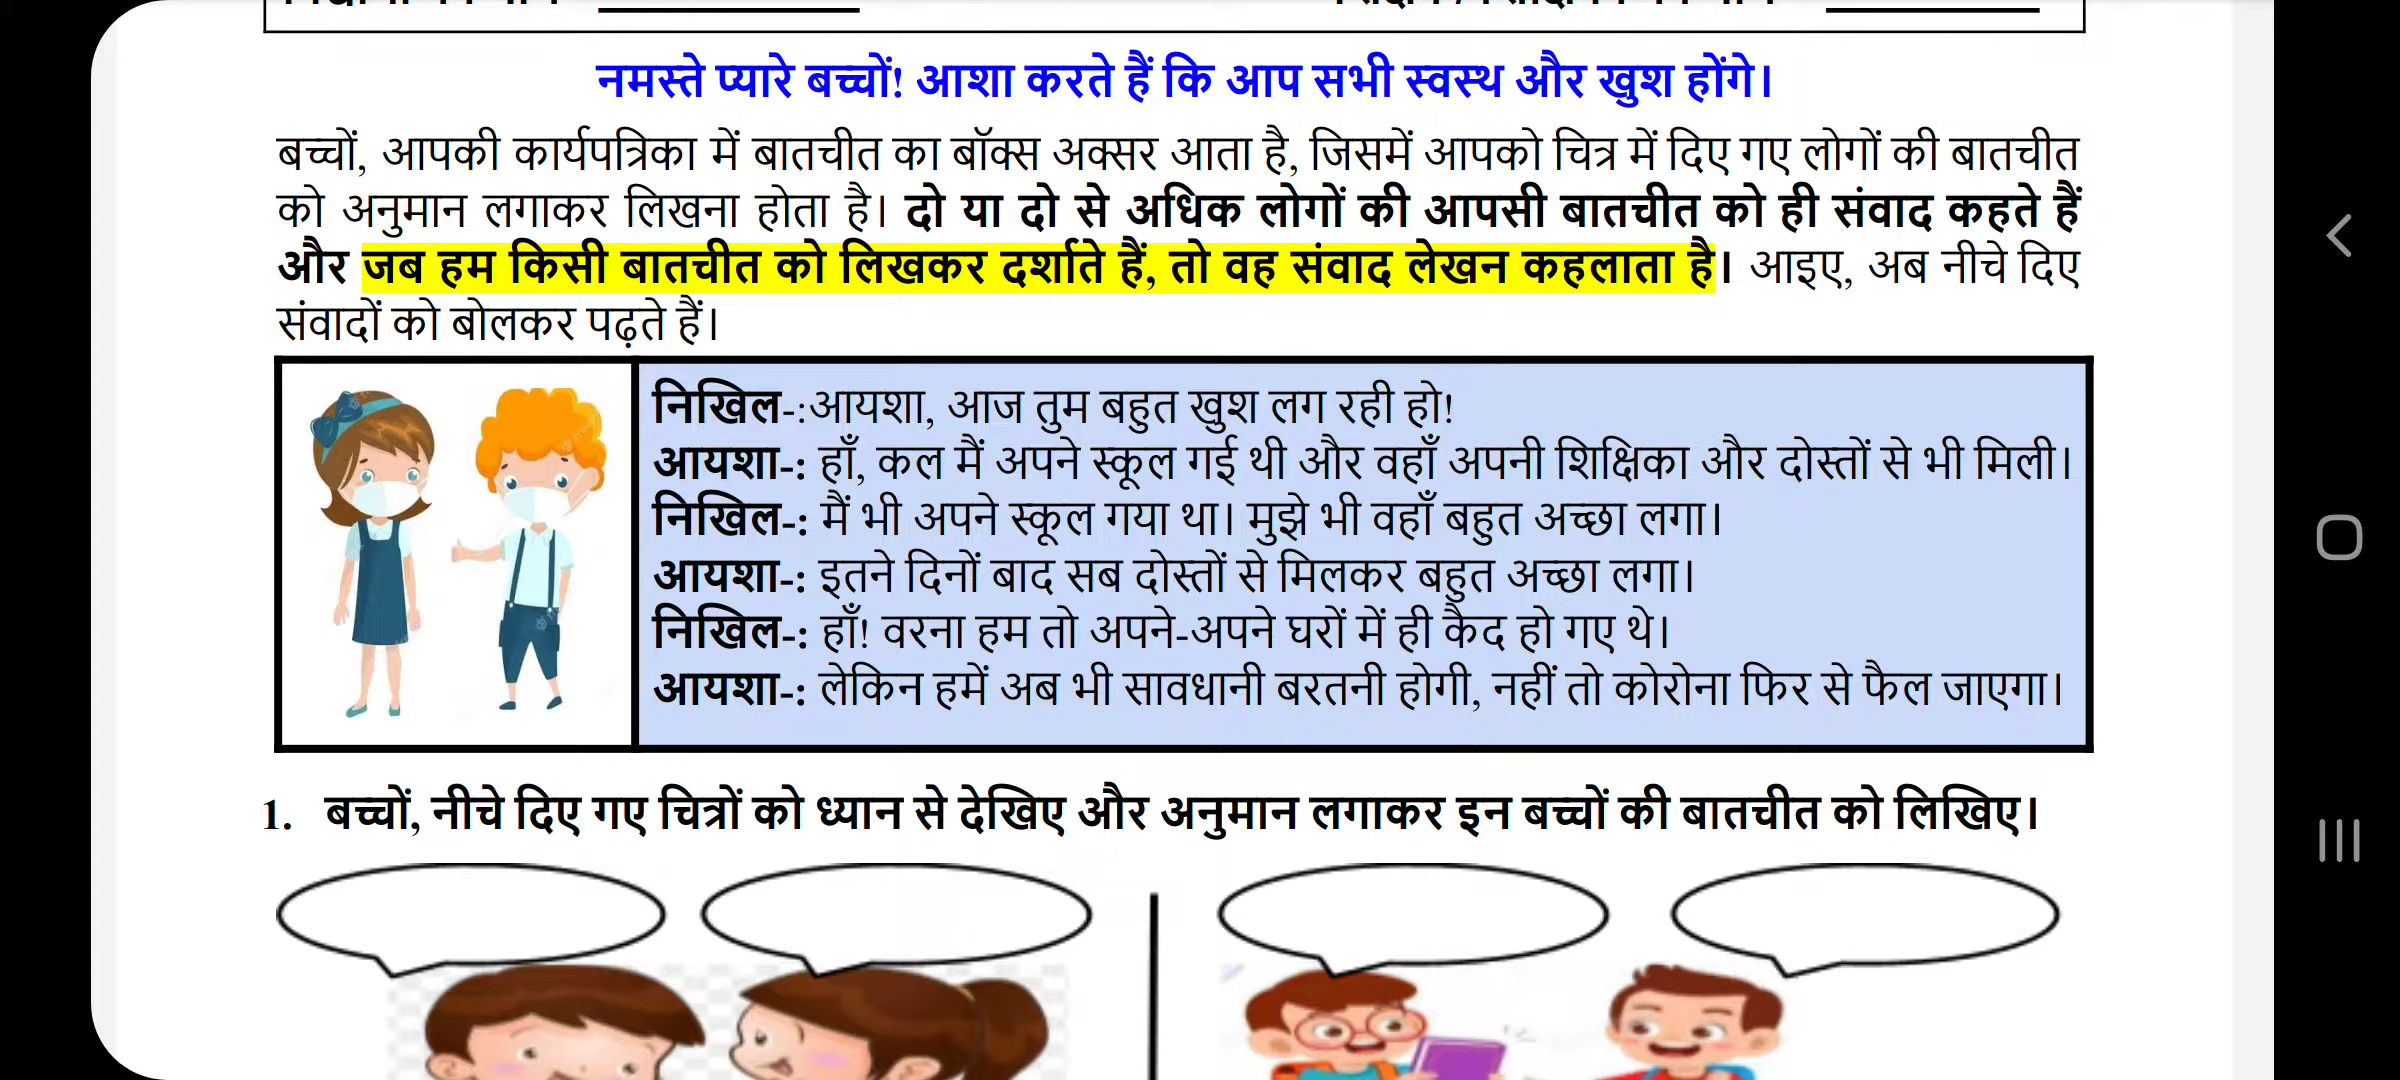 नमस्ते प्यारे बच्चों! आशा करते हैं कि आप सभी स्वस्थ और खुश होंगे।
बच्चों, आपकी कार्यपत्रिका में बातचीत का बॉक्स अक्सर आता है, जिसमें आपको चित्र में दिए गए लोगों की बातचीत
को अनुमान लगाकर लिखना होता है। दो या दो से अधिक लोगों की आपसी बातचीत को ही संवाद कहते हैं
और जब हम किसी बातचीत को लिखकर दर्शाते हैं, तो वह संवाद लेखन कहलाता है। आइए, अब नीचे दिए
संवादों को बोलकर पढ़ते हैं।
निखिल-:आयशा, आज तुम बहुत खुश लग रही हो!
आयशा-: हाँ, कल मैं अपने स्कूल गई थी और वहाँ अपनी शिक्षिका और दोस्तों से भी मिली।
निखिल-: मैं भी अपने स्कूल गया था। मुझे भी वहाँ बहुत अच्छा लगा।
आयशा-: इतने दिनों बाद सब दोस्तों से मिलकर बहुत अच्छा लगा।
निखिल-: हाँ! वरना हम तो अपने-अपने घरों में ही कैद हो गए थे।
आयशा-: लेकिन हमें अब भी सावधानी बरतनी होगी, नहीं तो कोरोना फिर से फैल जाएगा।
1. बच्चों, नीचे दिए गए चित्रों को ध्यान से देखिए और अनुमान लगाकर इन बच्चों की बातचीत को लिखिए।